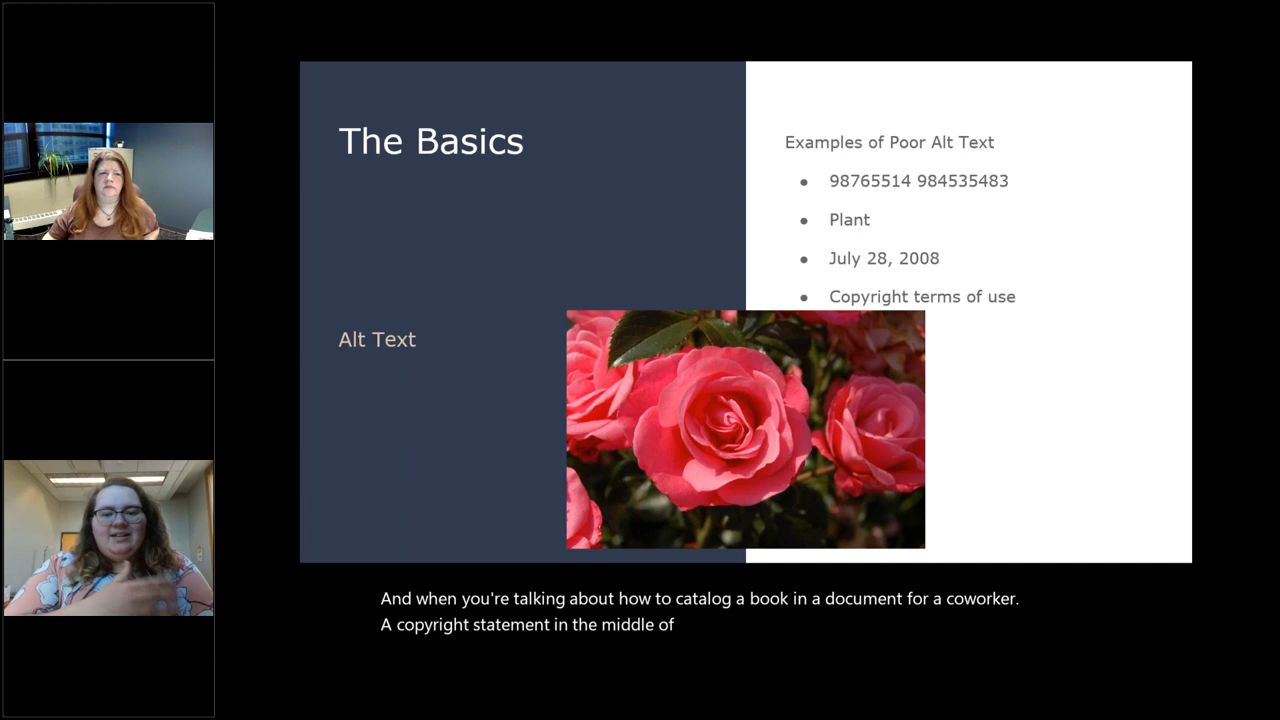 The Basics
Alt Text
Examples of Poor Alt Text
● 98765514 984535483
● Plant
● July 28, 2008
● Copyright terms of use
And when you're talking about how to catalog a book in a document for a coworker.
A copyright statement in the middle of